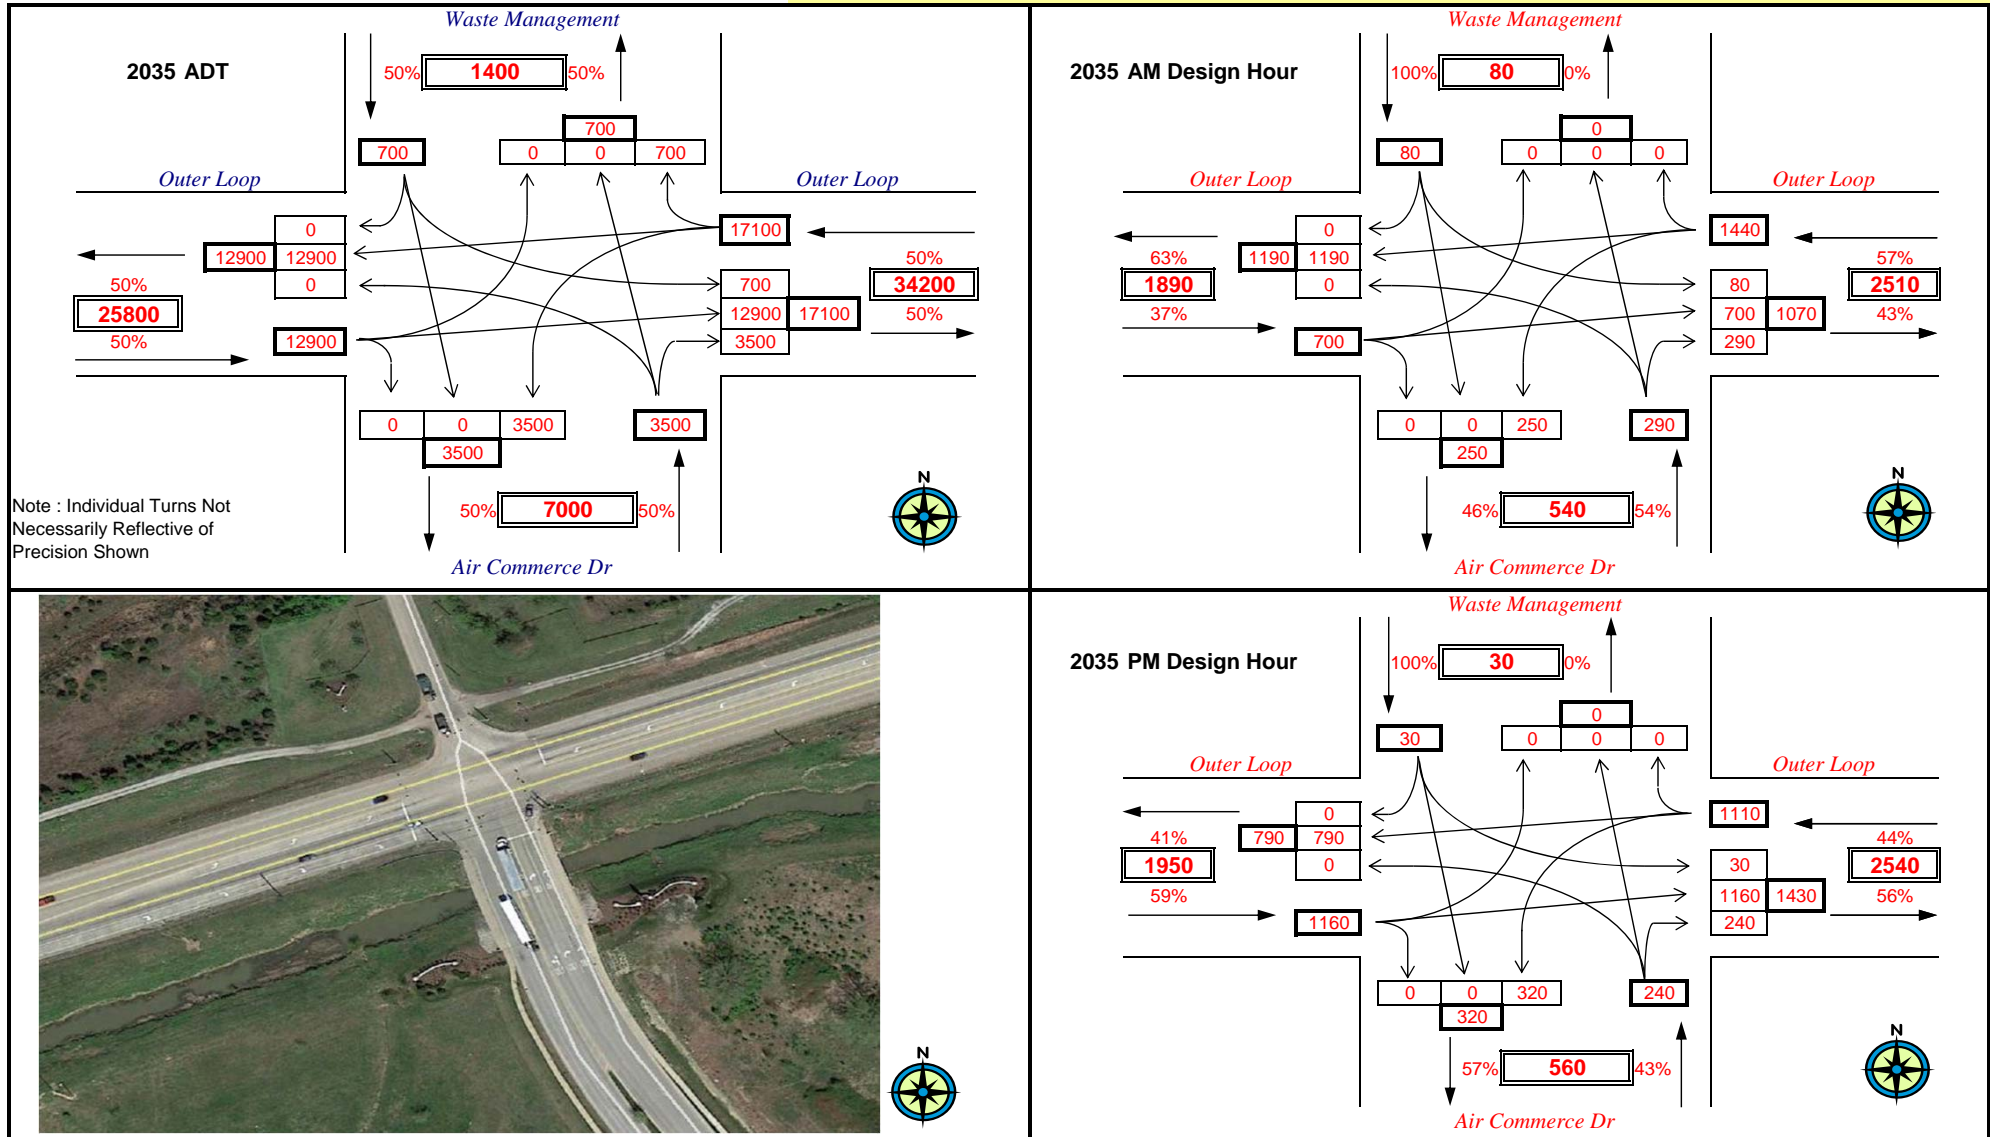 Waste Management
2035 ADT
50% 1400 50%
700
700
0 0 700
Outer Loop
Outer Loop
0
17100
12900 12900
50%
50%
0
700
34200
25800
12900 17100
50%
50%
12900
3500
0 0 3500
3500
3500
Note : Individual Turns Not
Necessarily Reflective of
Precision Shown
50% 7000 50%
N
Air Commerce Dr
Waste Management
2035 AM Design Hour
100% 80 0%
0
80
0 0 0
Outer Loop
Outer Loop
0
1440
63%
1190 1190
57%
1890
0
80
2510
37%
700 1070
43%
700
290
0 0 250
290
250
46% 540 54%
N
Air Commerce Dr
N
Waste Management
2035 PM Design Hour
100% 30 0%
0
30
0 0 0
Outer Loop
Outer Loop
0
1110
41%
790 790
44%
1950
0
30
2540
59%
1160 1430
56%
1160
240
0 0 320
240
320
57% 560 43%
N
Air Commerce Dr